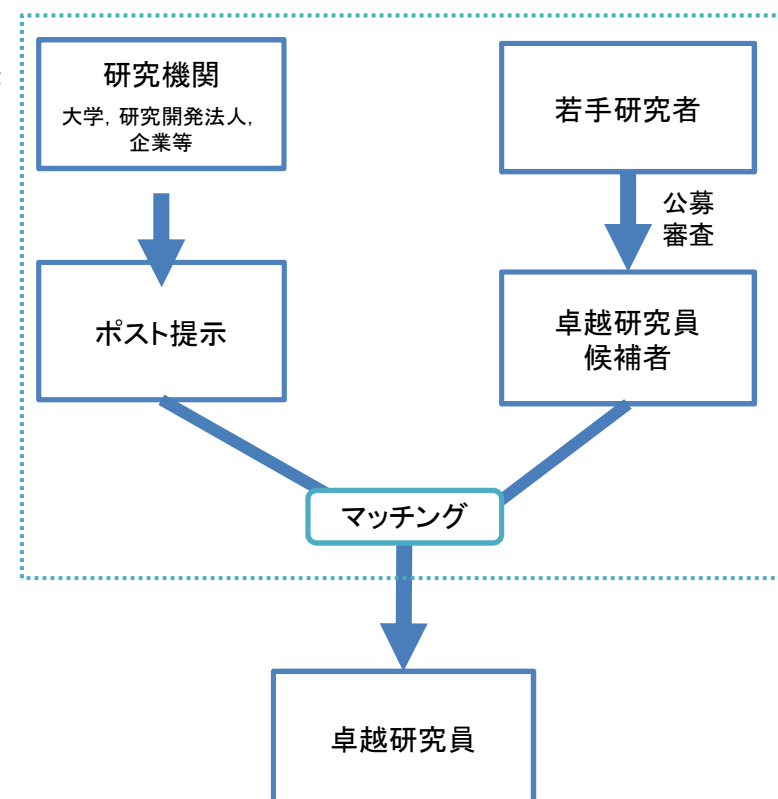 研究機関
大学，研究開発法人，
企業等
若手研究者
公募
審査
ポスト提示
卓越研究員
候補者
マッチング
卓越研究員